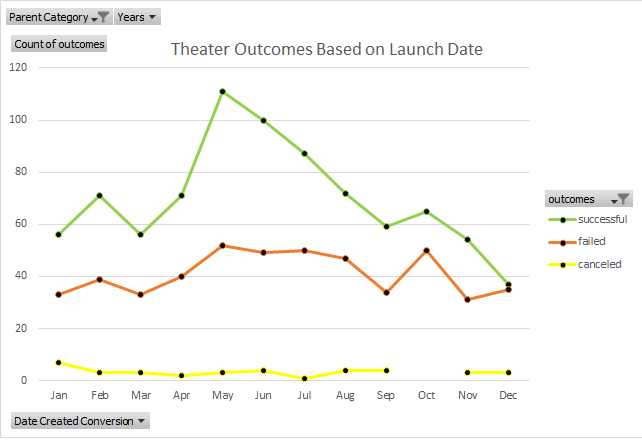 Parent Category Years
Count of outcomes
Theater Outcomes Based on Launch Date
120
100
80
60
40
20
0
Jan Feb Mar Apr May Jun Jul Aug Sep Oct Nov Dec
outcomes
successful
failed
canceled
Date Created Conversion